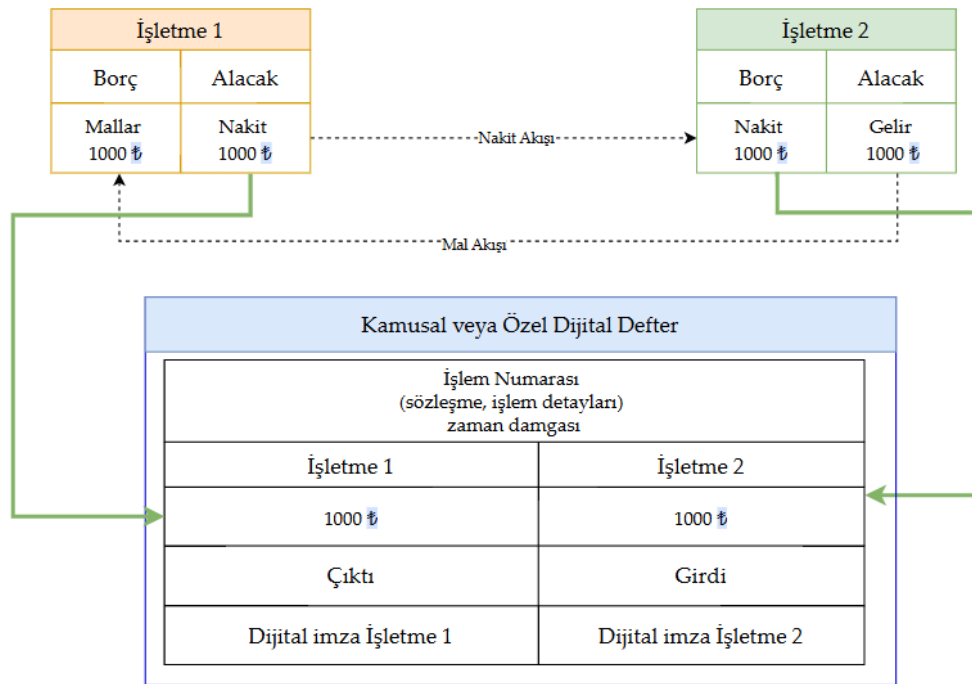 İşletme 1
İşletme 2
Borç
Alacak
Borç
Alacak
Mallar
1000 ₺
Nakit
1000 ₺
Nakit Akışı
Nakit
1000 ₺
Gelir
1000 ₺
Mal Akışı
Kamusal veya Özel Dijital Defter
İşlem Numarası
(sözleşme, işlem detayları)
zaman damgası
İşletme 1
İşletme 2
1000 ₺
1000 ₺
Çıktı
Girdi
Dijital imza İşletme 1
Dijital imza İşletme 2